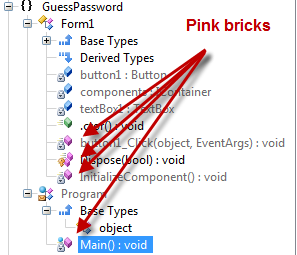 {} GuessPassword
Pink bricks
Form1
Base Types
Derived Types
button1 : Button
components : IContainer
textBox1 : TextBox
.ctor() : void
button1_Click(object, EventArgs) : void
Dispose(bool) : void
InitializeComponent() : void
Program
Base Types
object
Main() : void